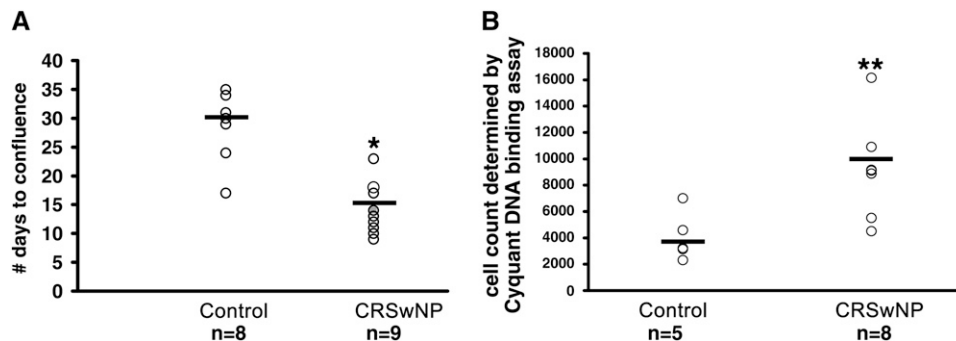 A
# days to confluence
40
35
30
25
20
15
10
5
0
*
Control
n=8
CRSwNP
n=9
B
cell count determined by
Cyquant DNA binding assay
18000
16000
14000
12000
10000
8000
6000
4000
2000
0
**
Control
n=5
CRSwNP
n=8